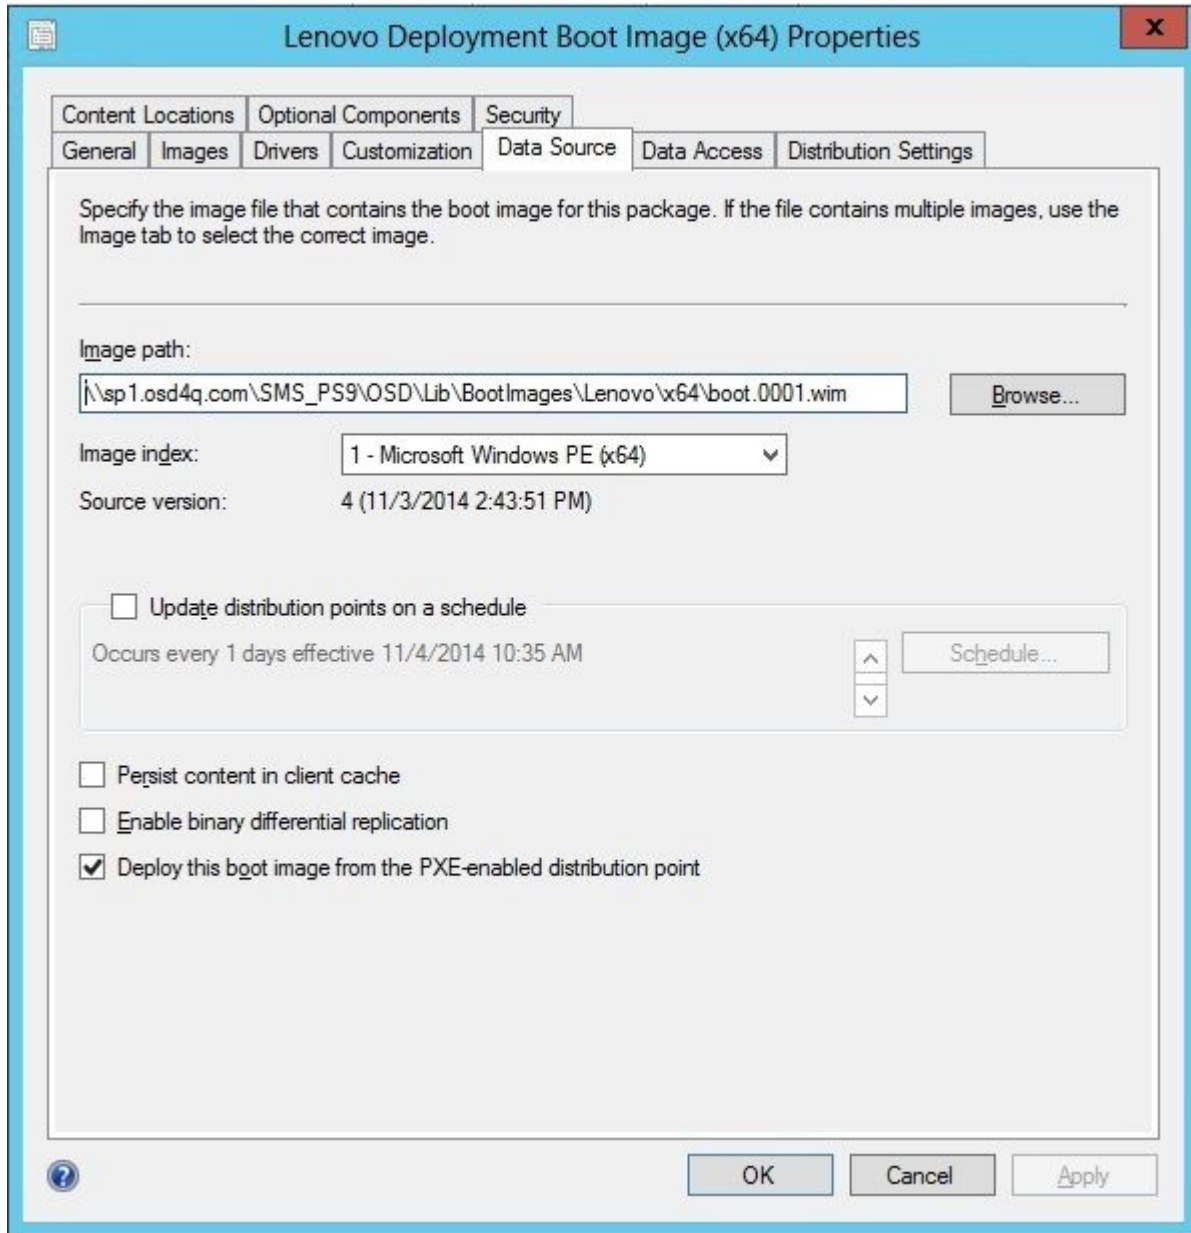 Lenovo Deployment Boot Image (x64) Properties
x
Content Locations Optional Components Security
General Images Drivers Customization Data Source Data Access Distribution Settings
Specify the image file that contains the boot image for this package. If the file contains multiple images, use the
Image tab to select the correct image.
Image path:
\\sp1.osd4q.com\SMS_PS9\OSD\Lib\BootImages\Lenovo\x64\boot.0001.wim
Browse...
Image index:
1 - Microsoft Windows PE (x64)
Source version:
4 (11/3/2014 2:43:51 PM)
Update distribution points on a schedule
Occurs every 1 days effective 11/4/2014 10:35 AM
Schedule...
Persist content in client cache
Enable binary differential replication
Deploy this boot image from the PXE-enabled distribution point
?
OK Cancel Apply